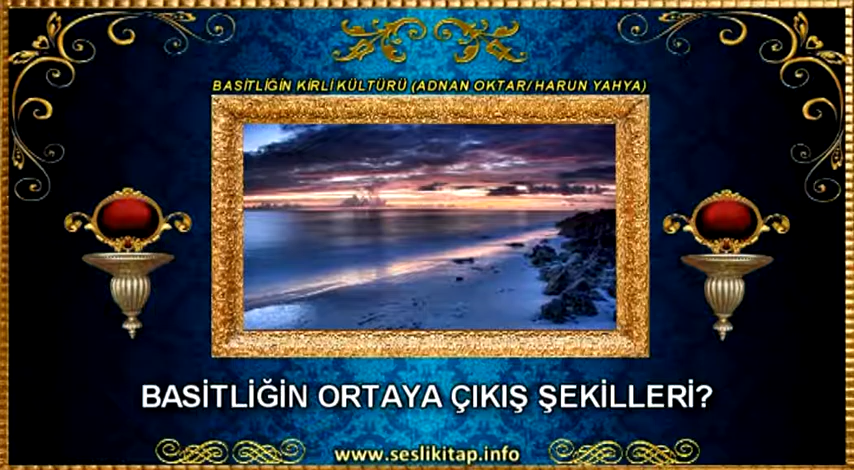 BASİTLİĞİN KİRLİ KÜLTÜRÜ (ADNAN OKTAR/ HARUN YAHYA)
BASİTLİĞİN ORTAYA ÇIKIŞ ŞEKİLLERİ?
www.seslikitap.info